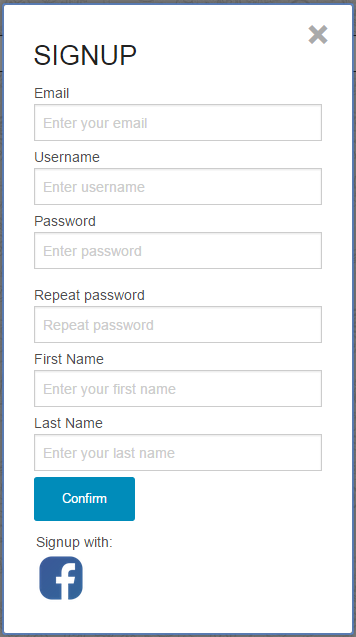 SIGNUP
Email
Enter your email
Username
Enter username
Password
Enter password
Repeat password
Repeat password
First Name
Enter your first name
Last Name
Enter your last name
Confirm
Signup with: